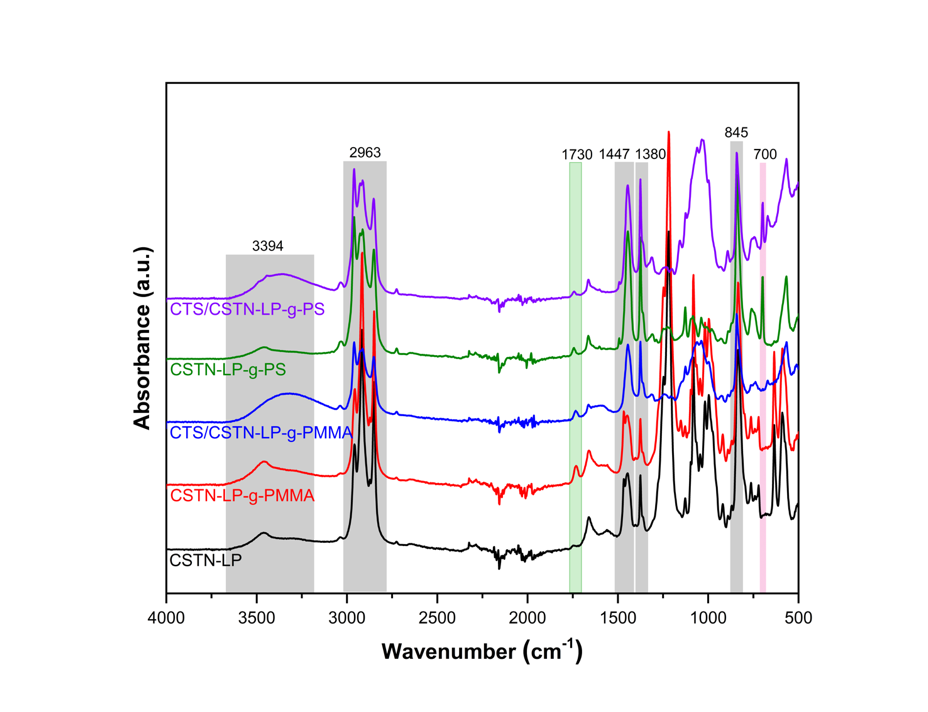 845
2963
1730 1447 1380 700
3394
CTS/CSTN-LP-g-PS
CSTN-LP-g-PS
CTS/CSTN-LP-g-PMMA
CSTN-LP-g-PMMA
CSTN-LP
Absorbance (a.u.)
4000 3500 3000 2500 2000 1500 1000 500
Wavenumber (cm⁻¹)